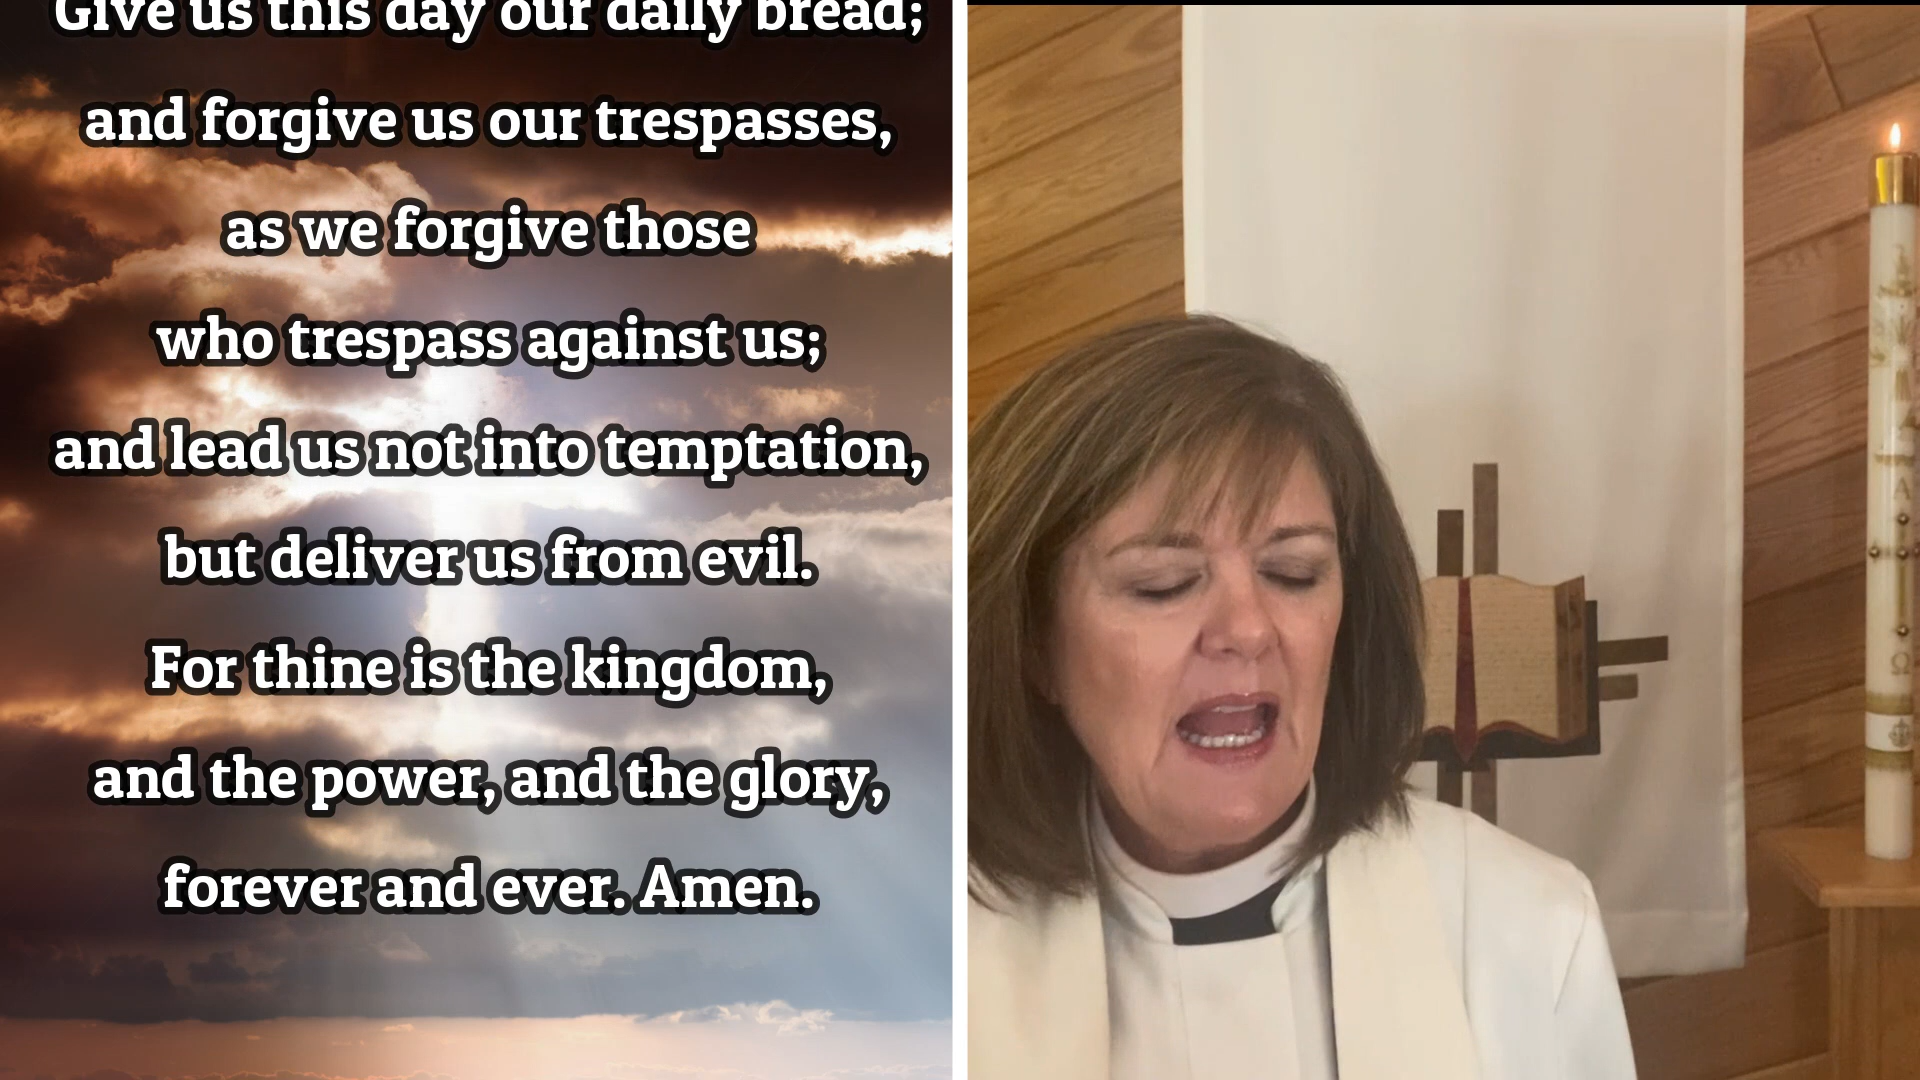 Give us this day our daily bread;
and forgive us our trespasses,
as we forgive those
who trespass against us;
and lead us not into temptation,
but deliver us from evil.
For thine is the kingdom,
and the power, and the glory,
forever and ever. Amen.
Α
Ω